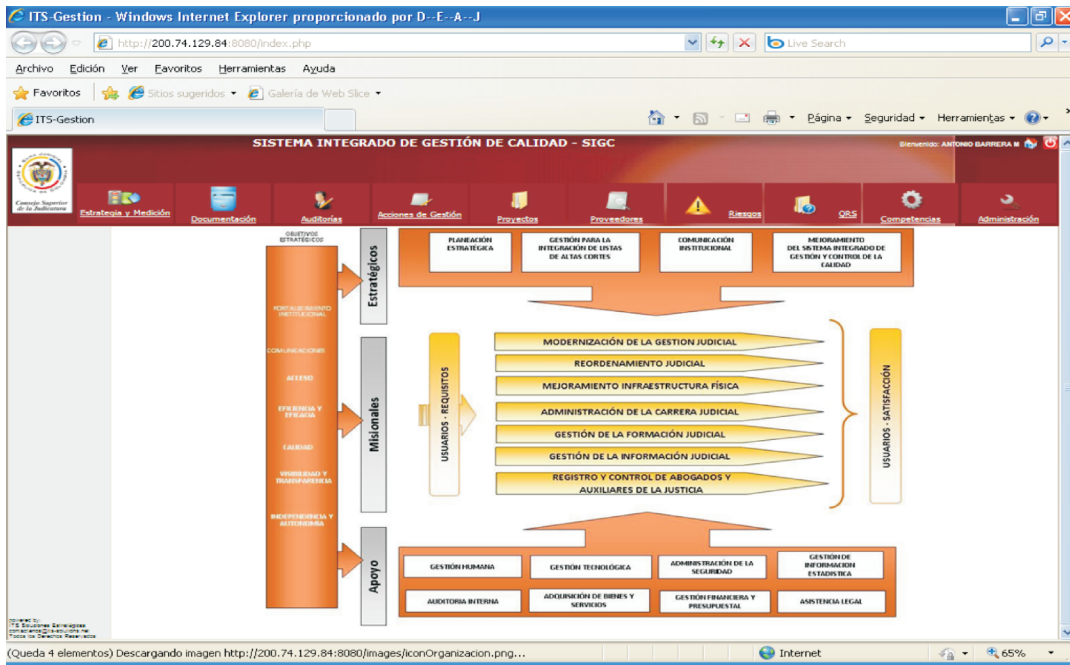 ITS-Gestion - Windows Internet Explorer proporcionado por D--E--A--J
http://200.74.129.84:8080/index.php
Live Search
Archivo Edición Ver Favoritos Herramientas Ayuda
Favoritos Sitios sugeridos Galería de Web Slice
ITS-Gestion
Página Seguridad Herramientas
SISTEMA INTEGRADO DE GESTIÓN DE CALIDAD - SIGC
Bienvenido: ANTONIO BARRERA M
Consejo Superior
de la Judicatura
Estrategia y Medición
Documentación
Auditorías
Acciones de Gestión
Proyectos
Proveedores
Riesgos
QRS
Competencias
Administración
OBJETIVOS
ESTRATÉGICOS
FORTALECIMIENTO
INSTITUCIONAL
COMUNICACIONES
ACCESO
EFICIENCIA Y
EFICACIA
CALIDAD
VISIBILIDAD Y
TRANSPARENCIA
INDEPENDENCIA Y
AUTONOMÍA
Estratégicos
PLANEACIÓN
ESTRATÉGICA
GESTIÓN PARA LA
INTEGRACIÓN DE LISTAS
DE ALTAS CORTES
COMUNICACIÓN
INSTITUCIONAL
MEJORAMIENTO
DEL SISTEMA INTEGRADO DE
GESTIÓN Y CONTROL DE LA
CALIDAD
Misionales
USUARIOS - REQUISITOS
MODERNIZACIÓN DE LA GESTION JUDICIAL
REORDENAMIENTO JUDICIAL
MEJORAMIENTO INFRAESTRUCTURA FÍSICA
ADMINISTRACIÓN DE LA CARRERA JUDICIAL
GESTIÓN DE LA FORMACIÓN JUDICIAL
GESTIÓN DE LA INFORMACIÓN JUDICIAL
REGISTRO Y CONTROL DE ABOGADOS Y
AUXILIARES DE LA JUSTICIA
USUARIOS - SATISFACCIÓN
Apoyo
GESTIÓN HUMANA
GESTIÓN TECNOLÓGICA
ADMINISTRACIÓN DE LA
SEGURIDAD
GESTIÓN DE
INFORMACION
ESTADISTICA
AUDITORIA INTERNA
ADQUISICIÓN DE BIENES Y
SERVICIOS
GESTIÓN FINANCIERA Y
PRESUPUESTAL
ASISTENCIA LEGAL
Todos los Derechos Reservados
(Queda 4 elementos) Descargando imagen http://200.74.129.84:8080/images/iconOrganizacion.png...
Internet
65%